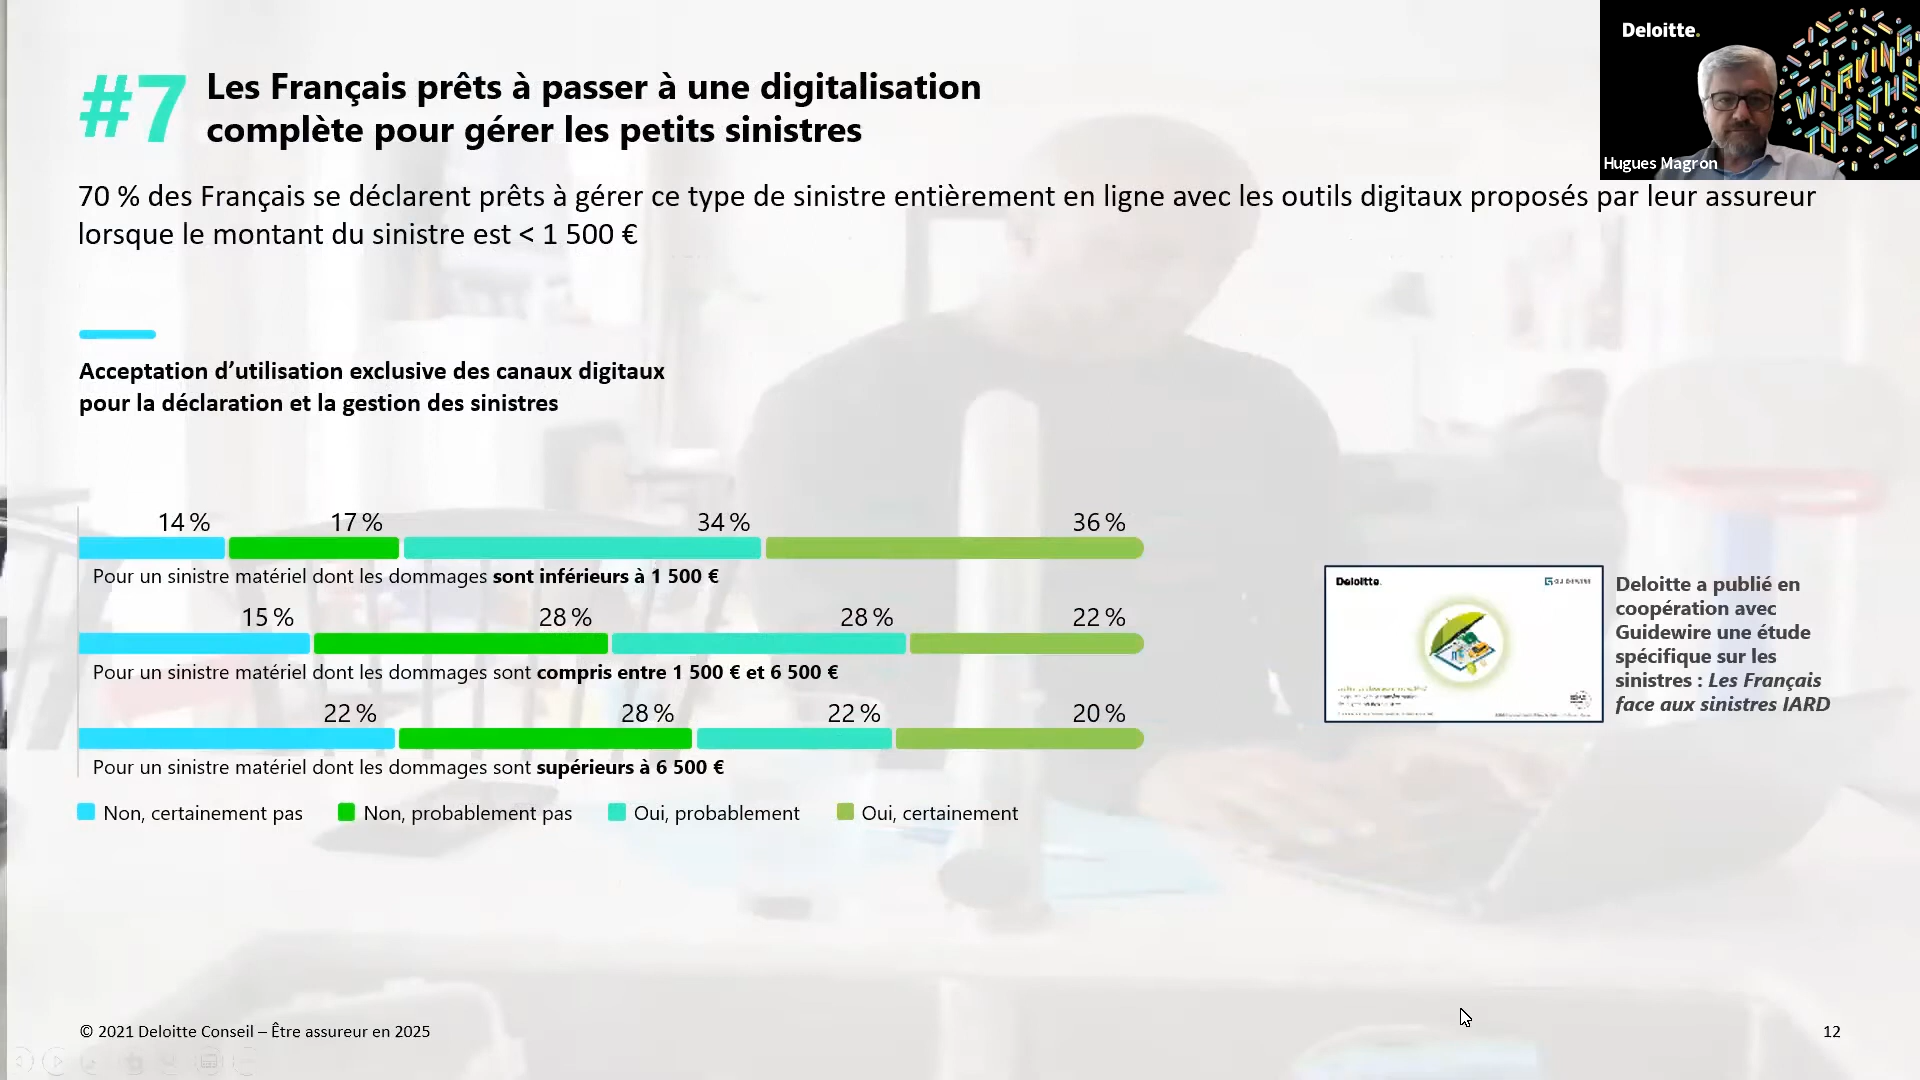 Deloitte.
WORKING
TOGETHE
Hugues Magron
#7
Les Français prêts à passer à une digitalisation
complète pour gérer les petits sinistres
70 % des Français se déclarent prêts à gérer ce type de sinistre entièrement en ligne avec les outils digitaux proposés par leur assureur
lorsque le montant du sinistre est < 1 500 €
Acceptation d’utilisation exclusive des canaux digitaux
pour la déclaration et la gestion des sinistres
14 % 17 % 34 % 36 %
Pour un sinistre matériel dont les dommages sont inférieurs à 1 500 €
15 % 28 % 28 % 22 %
Pour un sinistre matériel dont les dommages sont compris entre 1 500 € et 6 500 €
22 % 28 % 22 % 20 %
Pour un sinistre matériel dont les dommages sont supérieurs à 6 500 €
Non, certainement pas Non, probablement pas Oui, probablement Oui, certainement
Deloitte.
GUIDEWIRE
Deloitte a publié en
coopération avec
Guidewire une étude
spécifique sur les
sinistres : Les Français
face aux sinistres IARD
© 2021 Deloitte Conseil – Être assureur en 2025
12